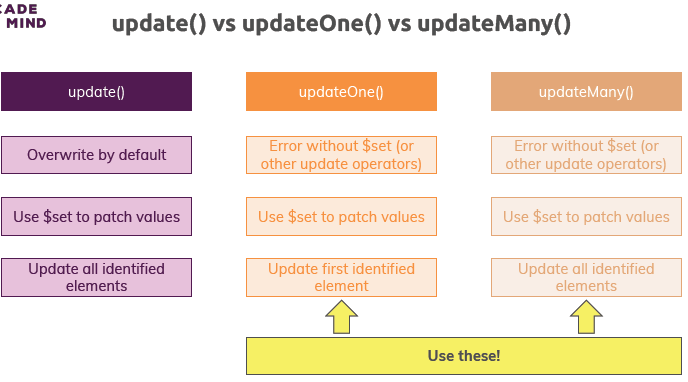 CADE
MIND
update() vs updateOne() vs updateMany()
update()
updateOne()
updateMany()
Overwrite by default
Error without $set (or
other update operators)
Error without $set (or
other update operators)
Use $set to patch values
Use $set to patch values
Use $set to patch values
Update all identified
elements
Update first identified
element
Update all identified
elements
Use these!